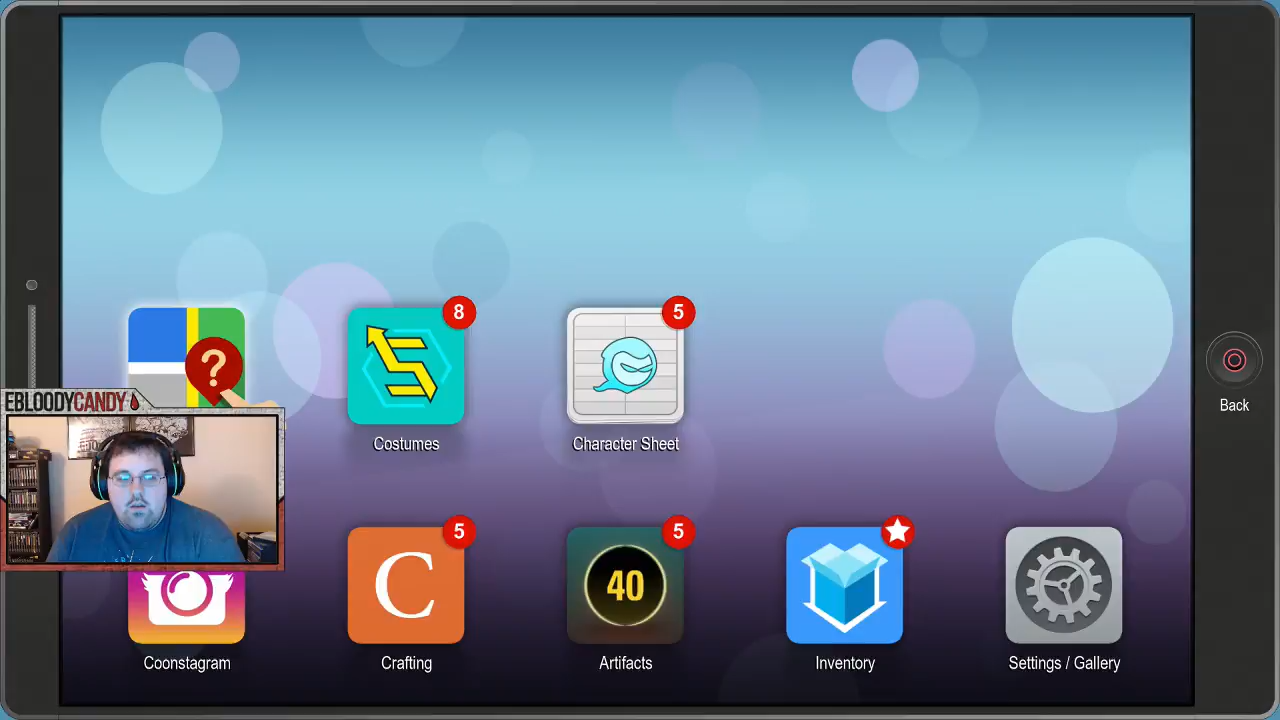 8
5
?
EBLOODYCANDY
Costumes
Character Sheet
Back
5
5
C
40
Coonstagram
Crafting
Artifacts
Inventory
Settings / Gallery